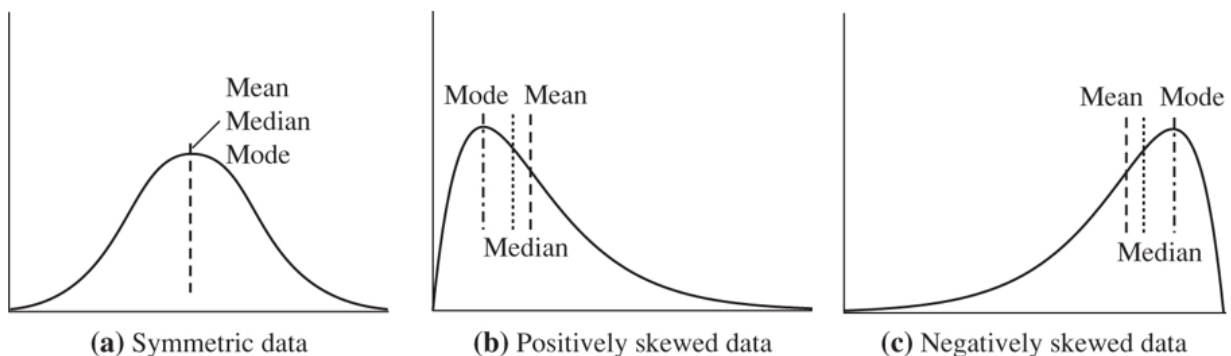 Mean
Median
Mode
(a) Symmetric data
Mode
Mean
Median
(b) Positively skewed data
Mean
Mode
Median
(c) Negatively skewed data